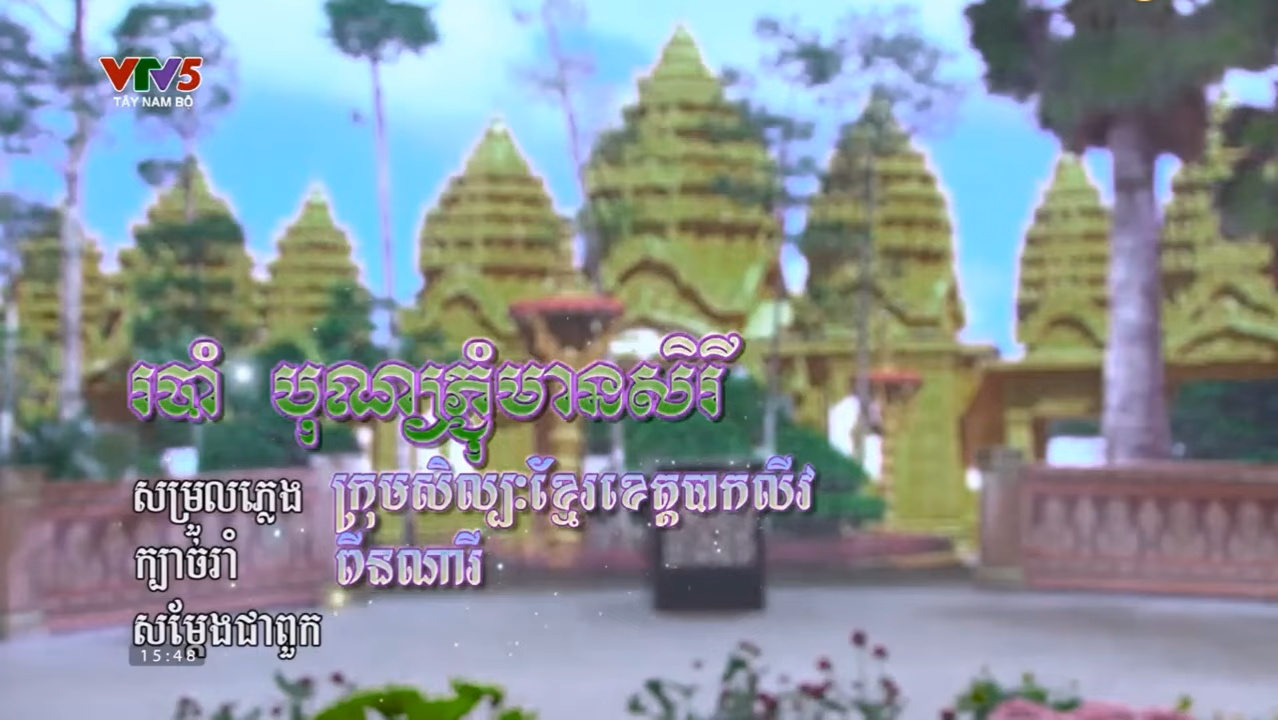 VTV5
TÂY NAM BỘ
របាំ បុណ្យភ្ជុំមានសិរី
សម្រួលភ្លេង ក្រុមសិល្បៈខ្មែរខេត្តបាកលីវ
ក្បាច់រាំ ពីនណារី
សម្តែងជាពួក
15:48